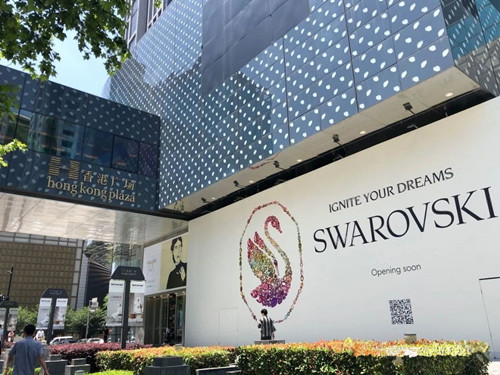 香港广场
hong kong plaza
IGNITE YOUR DREAMS
SWAROVSKI
Opening soon